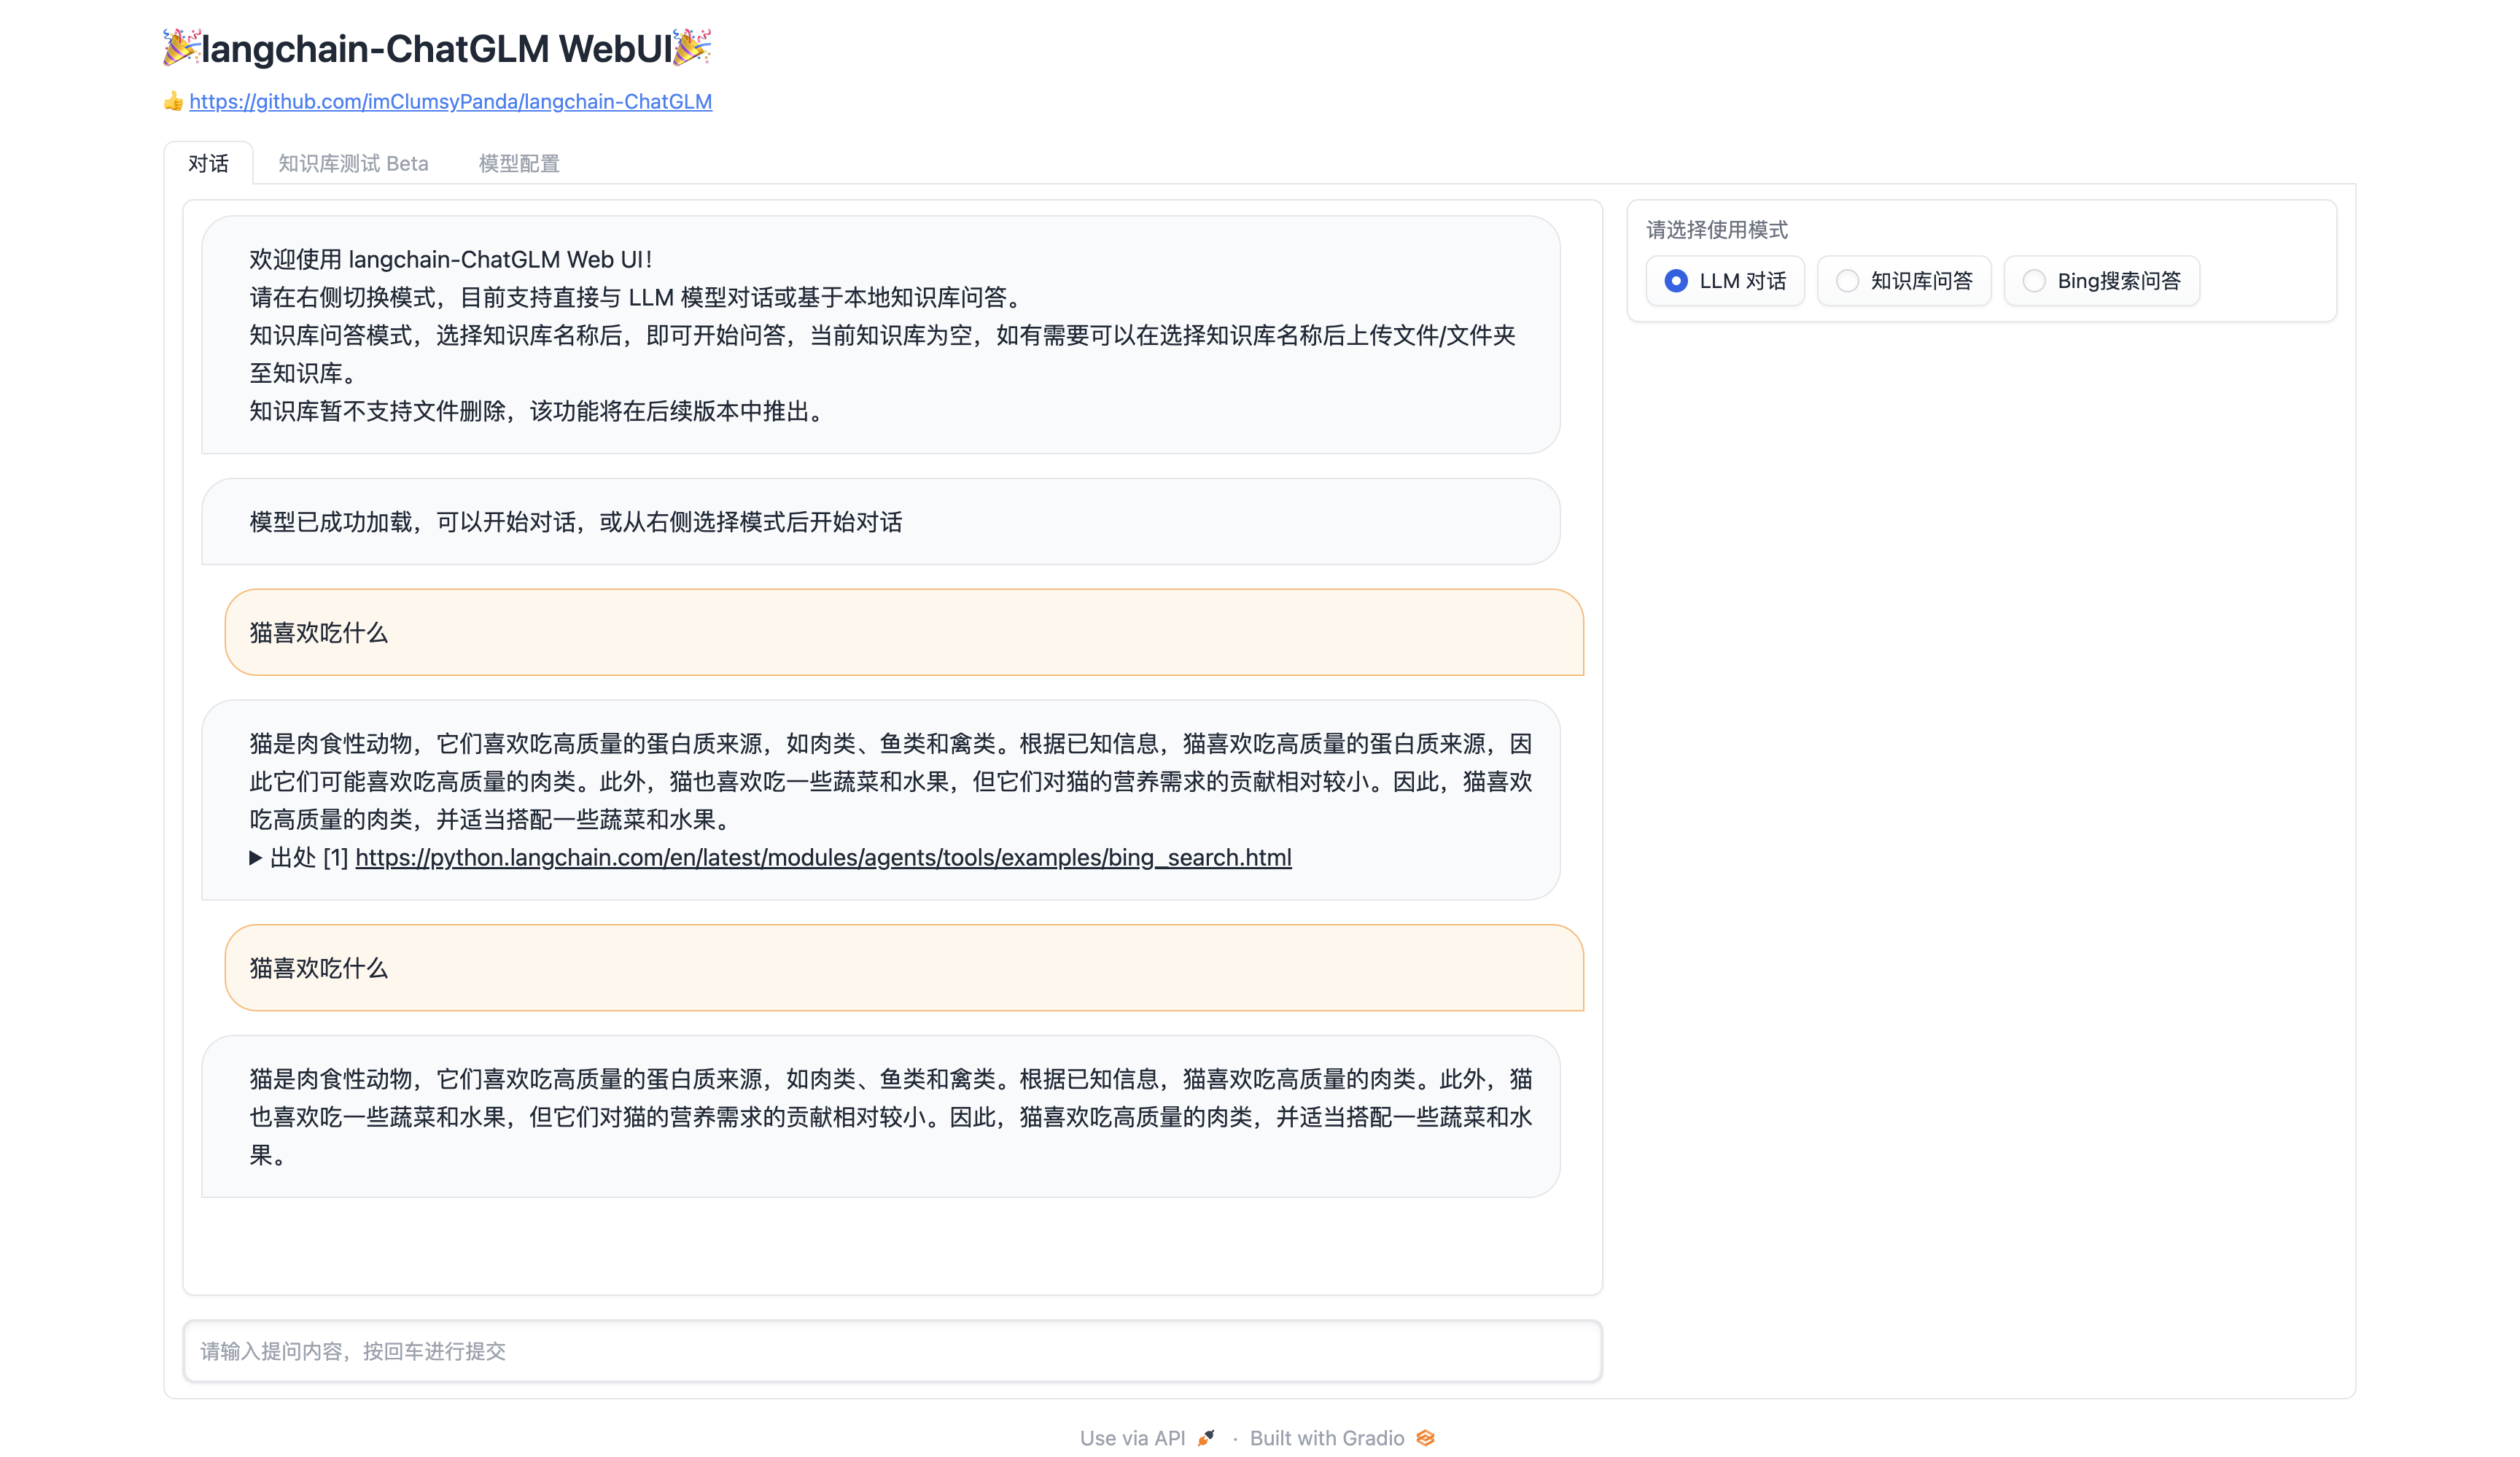 🎉langchain-ChatGLM WebUI🎉
👍 https://github.com/imClumsyPanda/langchain-ChatGLM
对话 知识库测试 Beta 模型配置
欢迎使用 langchain-ChatGLM Web UI！
请在右侧切换模式，目前支持直接与 LLM 模型对话或基于本地知识库问答。
知识库问答模式，选择知识库名称后，即可开始问答，当前知识库为空，如有需要可以在选择知识库名称后上传文件/文件夹
至知识库。
知识库暂不支持文件删除，该功能将在后续版本中推出。
模型已成功加载，可以开始对话，或从右侧选择模式后开始对话
猫喜欢吃什么
猫是肉食性动物，它们喜欢吃高质量的蛋白质来源，如肉类、鱼类和禽类。根据已知信息，猫喜欢吃高质量的蛋白质来源，因
此它们可能喜欢吃高质量的肉类。此外，猫也喜欢吃一些蔬菜和水果，但它们对猫的营养需求的贡献相对较小。因此，猫喜欢
吃高质量的肉类，并适当搭配一些蔬菜和水果。
▶ 出处 [1] https://python.langchain.com/en/latest/modules/agents/tools/examples/bing_search.html
猫喜欢吃什么
猫是肉食性动物，它们喜欢吃高质量的蛋白质来源，如肉类、鱼类和禽类。根据已知信息，猫喜欢吃高质量的肉类。此外，猫
也喜欢吃一些蔬菜和水果，但它们对猫的营养需求的贡献相对较小。因此，猫喜欢吃高质量的肉类，并适当搭配一些蔬菜和水
果。
请输入提问内容，按回车进行提交
请选择使用模式
LLM 对话 知识库问答 Bing搜索问答
Use via API · Built with Gradio